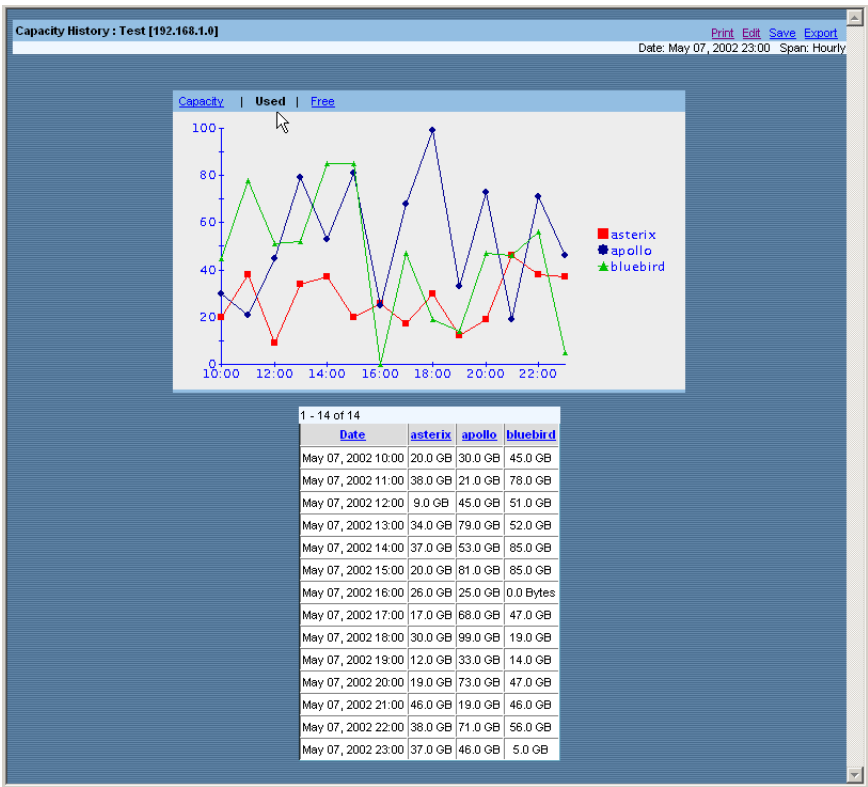 Capacity History : Test [192.168.1.0]
Print Edit Save Export
Date: May 07, 2002 23:00 Span: Hourly
Capacity | Used | Free
100
80
60
40
20
0
10:00 12:00 14:00 16:00 18:00 20:00 22:00
asterix
apollo
bluebird
1 - 14 of 14
Date asterix apollo bluebird
May 07, 2002 10:00 20.0 GB 30.0 GB 45.0 GB
May 07, 2002 11:00 38.0 GB 21.0 GB 78.0 GB
May 07, 2002 12:00 9.0 GB 45.0 GB 51.0 GB
May 07, 2002 13:00 34.0 GB 79.0 GB 52.0 GB
May 07, 2002 14:00 37.0 GB 53.0 GB 85.0 GB
May 07, 2002 15:00 20.0 GB 81.0 GB 85.0 GB
May 07, 2002 16:00 26.0 GB 25.0 GB 0.0 Bytes
May 07, 2002 17:00 17.0 GB 68.0 GB 47.0 GB
May 07, 2002 18:00 30.0 GB 99.0 GB 19.0 GB
May 07, 2002 19:00 12.0 GB 33.0 GB 14.0 GB
May 07, 2002 20:00 19.0 GB 73.0 GB 47.0 GB
May 07, 2002 21:00 46.0 GB 19.0 GB 46.0 GB
May 07, 2002 22:00 38.0 GB 71.0 GB 56.0 GB
May 07, 2002 23:00 37.0 GB 46.0 GB 5.0 GB